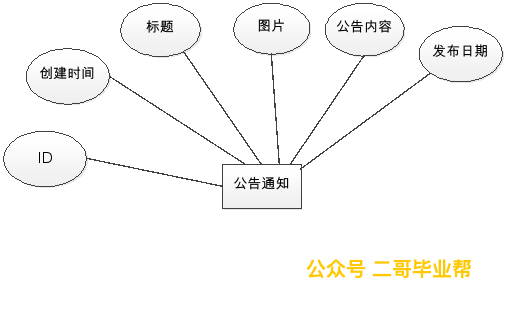 标题
图片
公告内容
发布日期
创建时间
ID
公告通知
公众号 二哥毕业帮